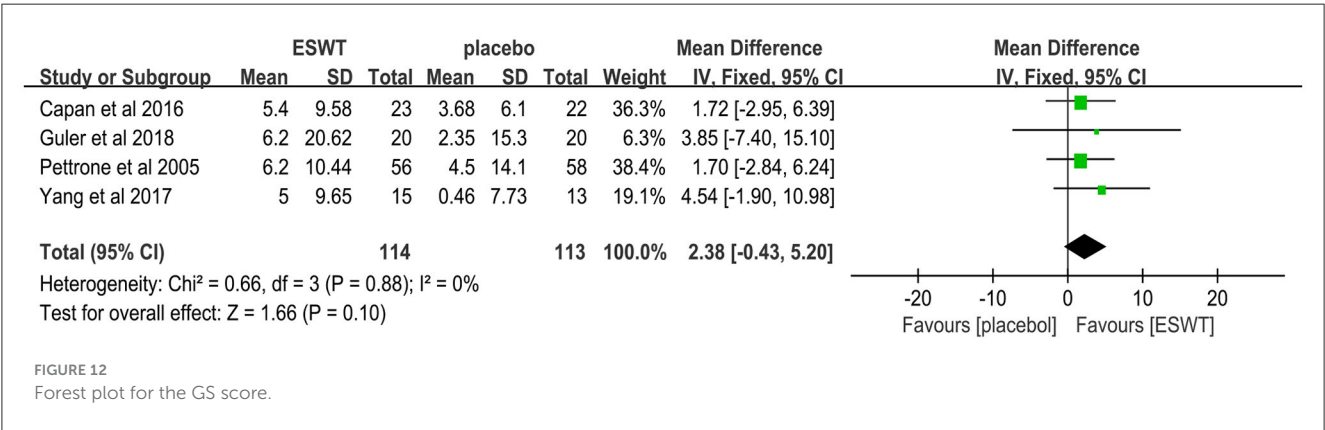 ESWT placebo Mean Difference Mean Difference
Study or Subgroup Mean SD Total Mean SD Total Weight IV, Fixed, 95% CI IV, Fixed, 95% CI
Capan et al 2016 5.4 9.58 23 3.68 6.1 22 36.3% 1.72 [-2.95, 6.39]
Guler et al 2018 6.2 20.62 20 2.35 15.3 20 6.3% 3.85 [-7.40, 15.10]
Pettrone et al 2005 6.2 10.44 56 4.5 14.1 58 38.4% 1.70 [-2.84, 6.24]
Yang et al 2017 5 9.65 15 0.46 7.73 13 19.1% 4.54 [-1.90, 10.98]
Total (95% CI) 114 113 100.0% 2.38 [-0.43, 5.20]
Heterogeneity: Chi² = 0.66, df = 3 (P = 0.88); I² = 0%
Test for overall effect: Z = 1.66 (P = 0.10)
-20 -10 0 10 20
Favours [placebol] Favours [ESWT]
FIGURE 12
Forest plot for the GS score.